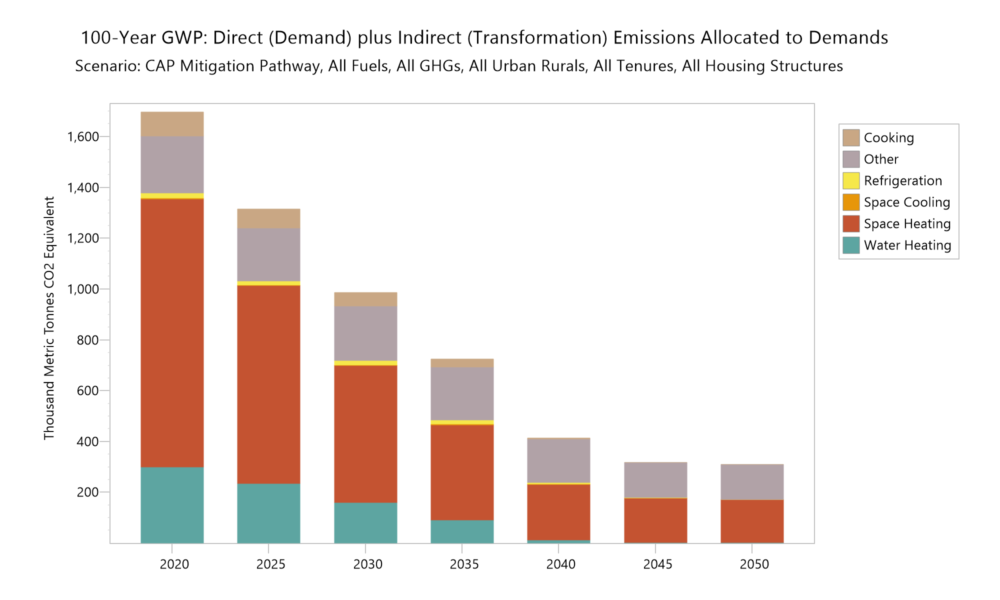 100-Year GWP: Direct (Demand) plus Indirect (Transformation) Emissions Allocated to Demands
Scenario: CAP Mitigation Pathway, All Fuels, All GHGs, All Urban Rurals, All Tenures, All Housing Structures
Thousand Metric Tonnes CO2 Equivalent
1,600
1,400
1,200
1,000
800
600
400
200
2020 2025 2030 2035 2040 2045 2050
Cooking
Other
Refrigeration
Space Cooling
Space Heating
Water Heating